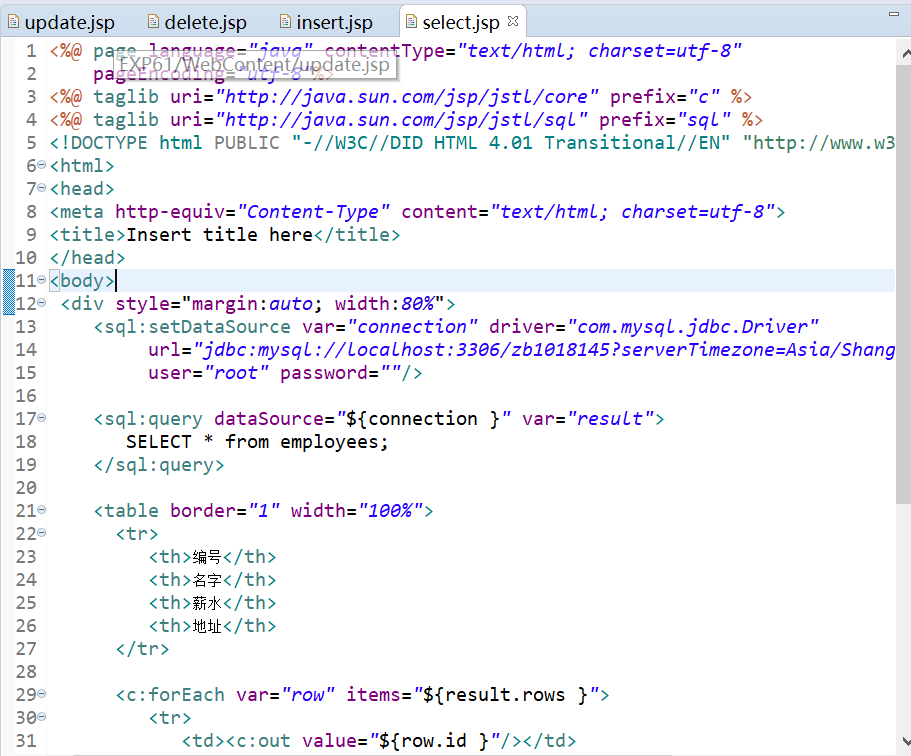 update.jsp delete.jsp insert.jsp select.jsp
1 <%@ page language="java" contentType="text/html; charset=utf-8"
EXP61/WebContent/update.jsp
2 pageEncoding="utf-8"%>
3 <%@ taglib uri="http://java.sun.com/jsp/jstl/core" prefix="c" %>
4 <%@ taglib uri="http://java.sun.com/jsp/jstl/sql" prefix="sql" %>
5 <!DOCTYPE html PUBLIC "-//W3C//DID HTML 4.01 Transitional//EN" "http://www.w3
6 <html>
7 <head>
8 <meta http-equiv="Content-Type" content="text/html; charset=utf-8">
9 <title>Insert title here</title>
10 </head>
11 <body>
12 <div style="margin:auto; width:80%">
13 <sql:setDataSource var="connection" driver="com.mysql.jdbc.Driver"
14 url="jdbc:mysql://localhost:3306/zb1018145?serverTimezone=Asia/Shang
15 user="root" password=""/>
16
17 <sql:query dataSource="${connection }" var="result">
18 SELECT * from employees;
19 </sql:query>
20
21 <table border="1" width="100%">
22 <tr>
23 <th>编号</th>
24 <th>名字</th>
25 <th>薪水</th>
26 <th>地址</th>
27 </tr>
28
29 <c:forEach var="row" items="${result.rows }">
30 <tr>
31 <td><c:out value="${row.id }"/></td>